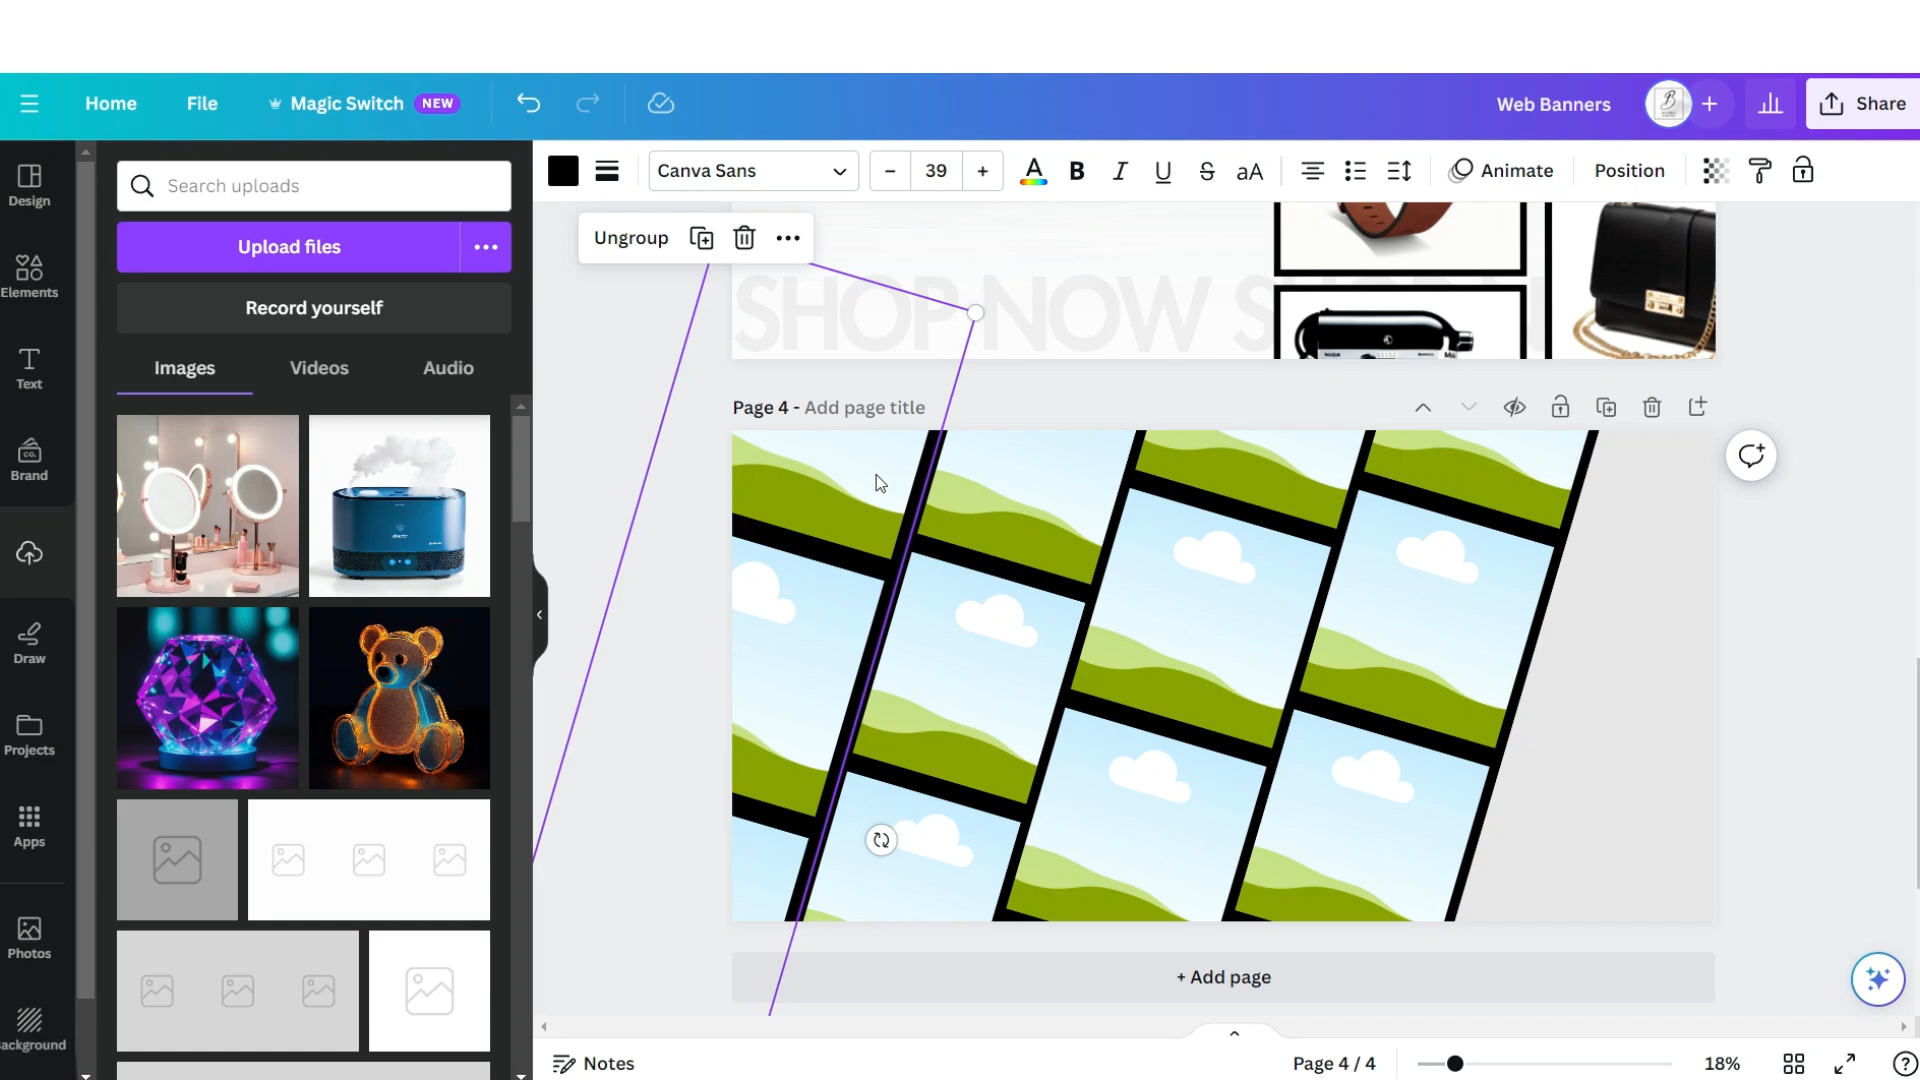 Home File Magic Switch NEW Web Banners + Share
Design
Elements
Text
Brand
Draw
Projects
Apps
Photos
ackground
Search uploads
Upload files
Record yourself
Images Videos Audio
Canva Sans – 39 + A B I U S aA Animate Position
Ungroup
SHOP NOW S
Page 4 - Add page title
+ Add page
Notes Page 4 / 4 18% ?